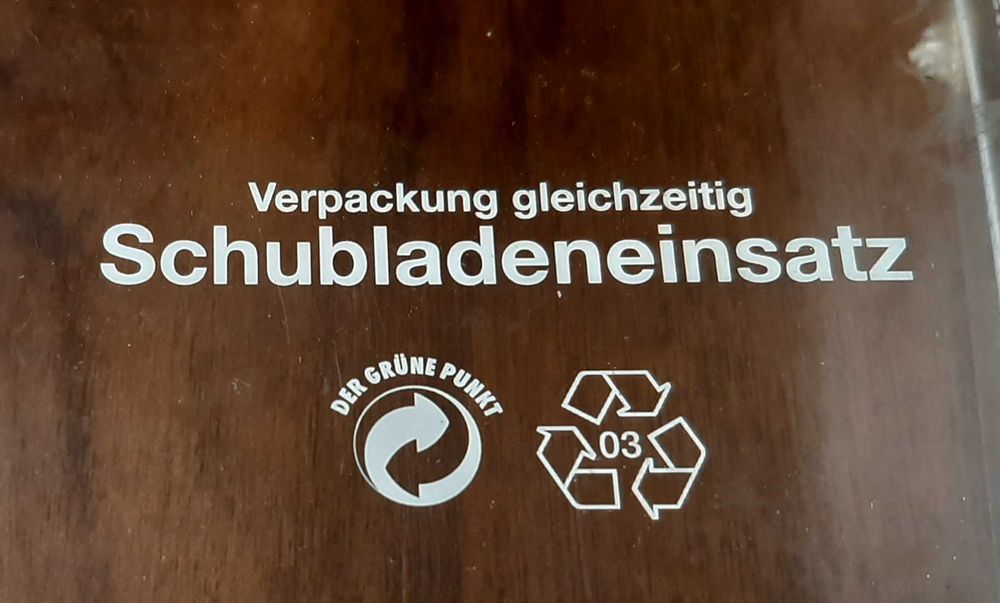 Verpackung gleichzeitig
Schubladeneinsatz
DER GRÜNE PUNKT
03